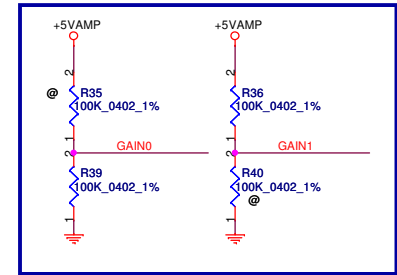 +5VAMP +5VAMP
2 2
@ R35 R36
100K_0402_1% 100K_0402_1%
1 1
GAIN0 GAIN1
2 2
R39 R40
100K_0402_1% 100K_0402_1%
@
1 1